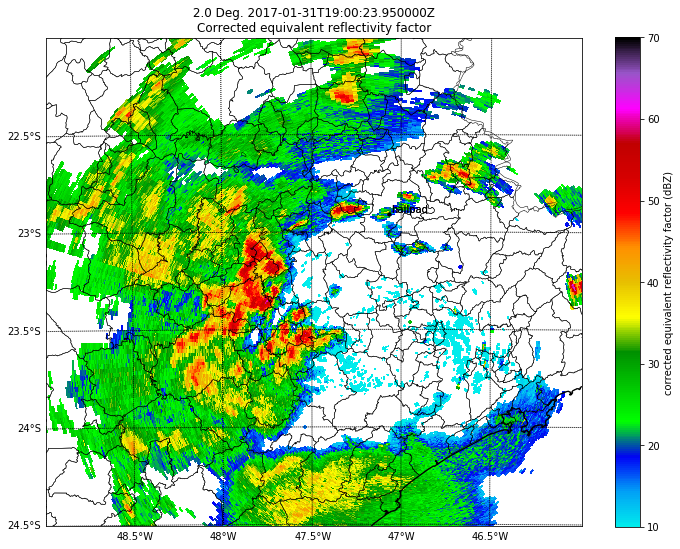 2.0 Deg. 2017-01-31T19:00:23.950000Z
Corrected equivalent reflectivity factor
22.5°S
23°S
23.5°S
24°S
24.5°S
48.5°W
48°W
47.5°W
47°W
46.5°W
70
60
50
40
30
20
10
corrected equivalent reflectivity factor (dBZ)